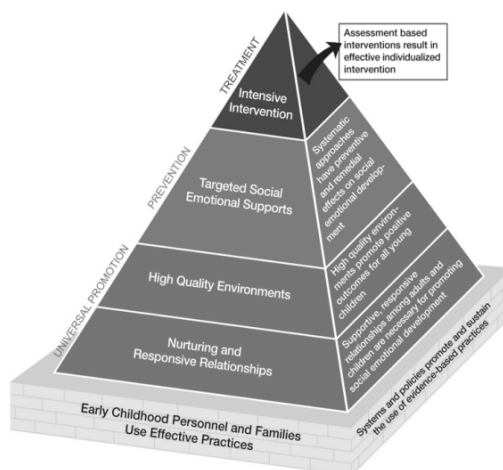 Assessment based
interventions result in
effective individualized
intervention
TREATMENT
Intensive
Intervention
PREVENTION
Targeted Social
Emotional Supports
Systematic
approaches
have preventive
and remedial
effects on social
emotional develop-
ment
UNIVERSAL PROMOTION
High Quality Environments
High quality environ-
ments promote positive
outcomes for all young
children
Nurturing and
Responsive Relationships
Supportive, responsive
relationships among adults and
children are necessary for promoting
social emotional development
Early Childhood Personnel and Families
Use Effective Practices
Systems and policies promote and sustain
the use of evidence-based practices